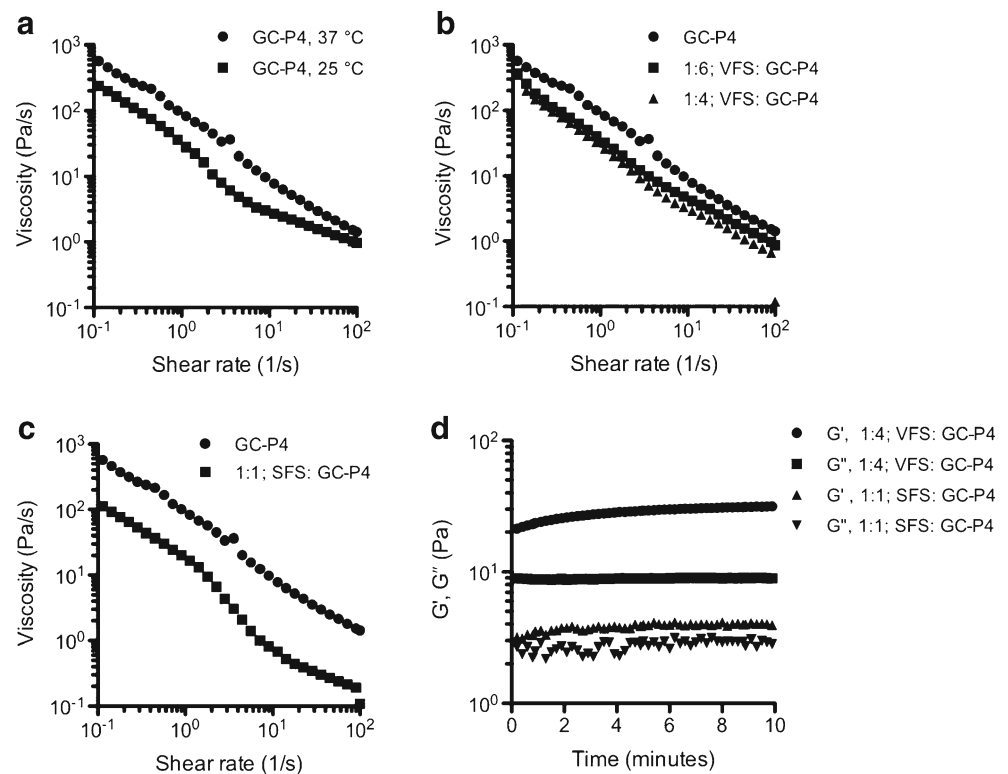 a
GC-P4, 37 °C
GC-P4, 25 °C
10³
10²
10¹
10⁰
10⁻¹
Viscosity (Pa/s)
10⁻¹ 10⁰ 10¹ 10²
Shear rate (1/s)
b
GC-P4
1:6; VFS: GC-P4
1:4; VFS: GC-P4
10³
10²
10¹
10⁰
10⁻¹
Viscosity (Pa/s)
10⁻¹ 10⁰ 10¹ 10²
Shear rate (1/s)
c
GC-P4
1:1; SFS: GC-P4
10³
10²
10¹
10⁰
10⁻¹
Viscosity (Pa/s)
10⁻¹ 10⁰ 10¹ 10²
Shear rate (1/s)
d
G', 1:4; VFS: GC-P4
G'', 1:4; VFS: GC-P4
G', 1:1; SFS: GC-P4
G'', 1:1; SFS: GC-P4
10²
10¹
10⁰
G', G″ (Pa)
0 2 4 6 8 10
Time (minutes)